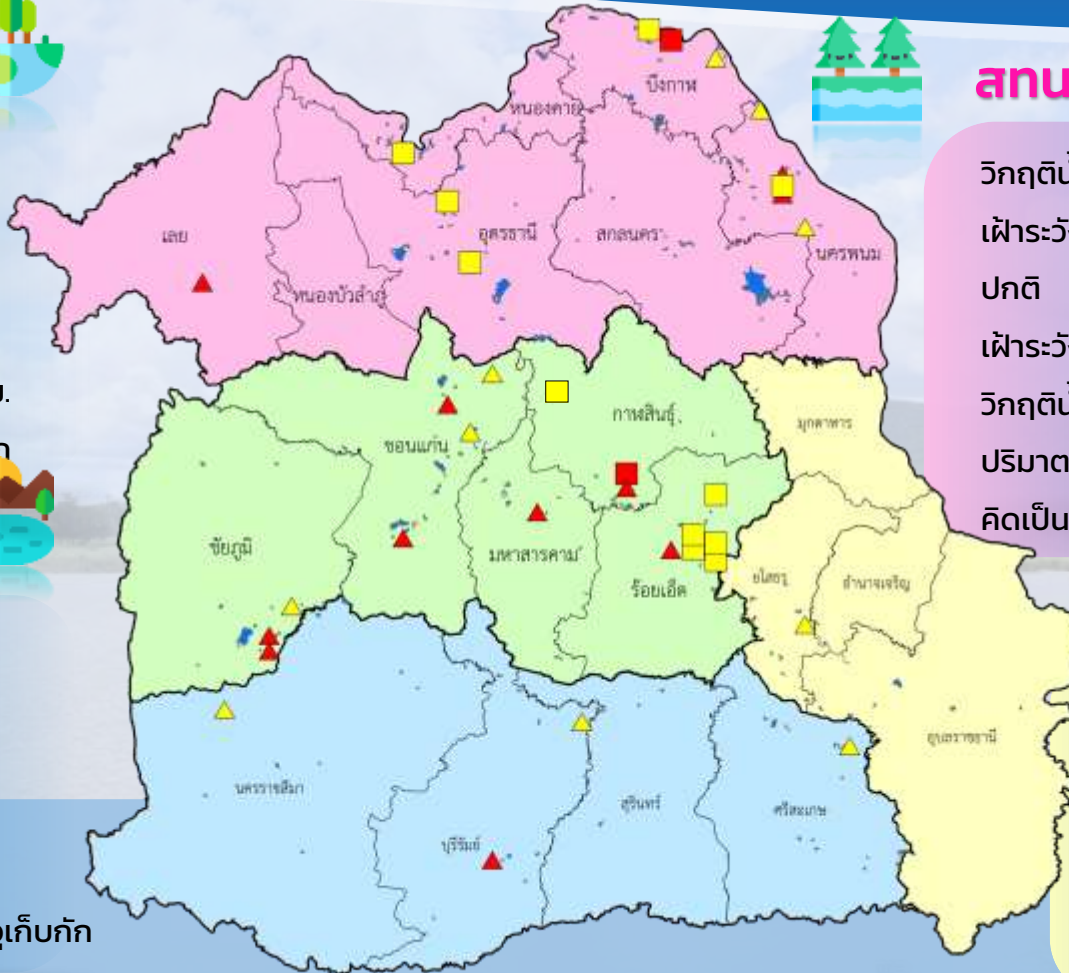 สทน
วิกฤติน้
เฝ้าระวัง
ปกติ
เฝ้าระวัง
วิกฤติน้
ปริมาต
คิดเป็น
บึงกาฬ
หนองคาย
เลย
อุดรธานี
สกลนคร
นครพนม
หนองบัวลำภู
กาฬสินธุ์
มุกดาหาร
ขอนแก่น
ชัยภูมิ
มหาสารคาม
ร้อยเอ็ด
ยโสธร
อำนาจเจริญ
อุบลราชธานี
นครราชสีมา
บุรีรัมย์
สุรินทร์
ศรีสะเกษ
เก็บกัก